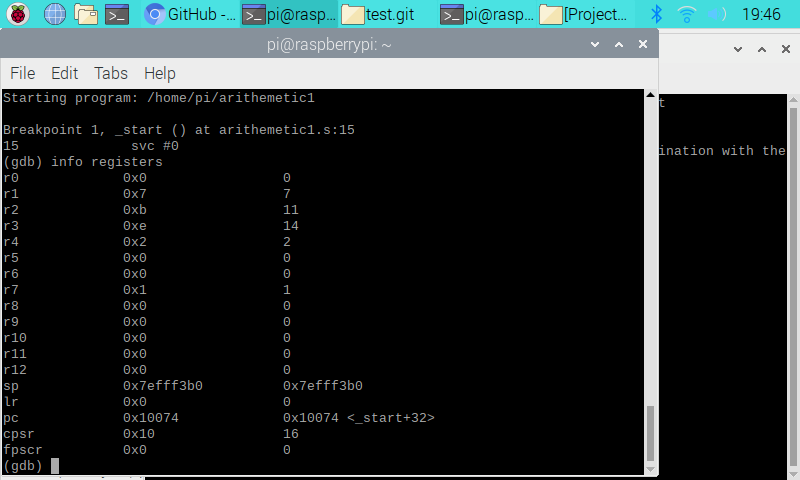 GitHub -... pi@raspb... test.git pi@rasp... [Project... 19:46
pi@raspberrypi: ~
File Edit Tabs Help
Starting program: /home/pi/arithemetic1
t
Breakpoint 1, _start () at arithemetic1.s:15
15 svc #0
ination with the
(gdb) info registers
r0 0x0 0
r1 0x7 7
r2 0xb 11
r3 0xe 14
r4 0x2 2
r5 0x0 0
r6 0x0 0
r7 0x1 1
r8 0x0 0
r9 0x0 0
r10 0x0 0
r11 0x0 0
r12 0x0 0
sp 0x7efff3b0 0x7efff3b0
lr 0x0 0
pc 0x10074 0x10074 <_start+32>
cpsr 0x10 16
fpscr 0x0 0
(gdb)